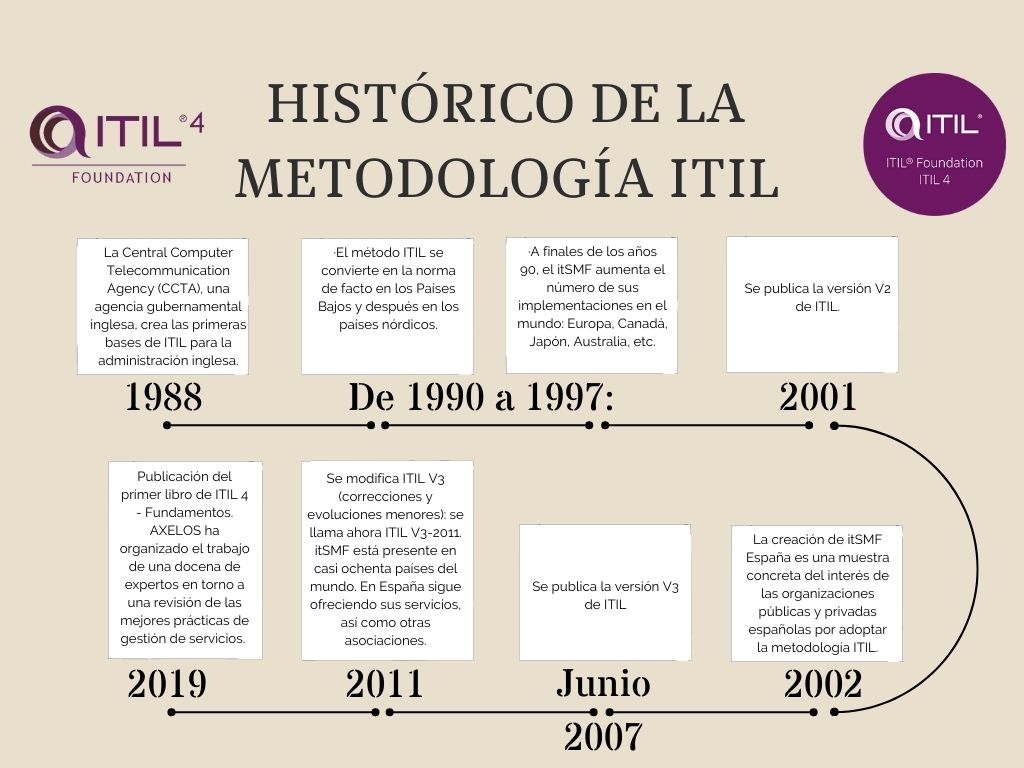 HISTÓRICO DE LA
METODOLOGÍA ITIL
ITIL®4
FOUNDATION
ITIL®
ITIL® Foundation
ITIL 4
La Central Computer
Telecommunication
Agency (CCTA), una
agencia gubernamental
inglesa, crea las primeras
bases de ITIL para la
administración inglesa.
1988
·El método ITIL se
convierte en la norma
de facto en los Países
Bajos y después en los
países nórdicos.
·A finales de los años
90, el itSMF aumenta el
número de sus
implementaciones en el
mundo: Europa, Canadá,
Japón, Australia, etc.
De 1990 a 1997:
Se publica la versión V2
de ITIL.
2001
La creación de itSMF
España es una muestra
concreta del interés de
las organizaciones
públicas y privadas
españolas por adoptar
la metodología ITIL.
2002
Se publica la versión V3
de ITIL
Junio
2007
Se modifica ITIL V3
(correcciones y
evoluciones menores): se
llama ahora ITIL V3-2011.
itSMF está presente en
casi ochenta países del
mundo. En España sigue
ofreciendo sus servicios,
así como otras
asociaciones.
2011
Publicación del
primer libro de ITIL 4
- Fundamentos.
AXELOS ha
organizado el trabajo
de una docena de
expertos en torno a
una revisión de las
mejores prácticas de
gestión de servicios.
2019